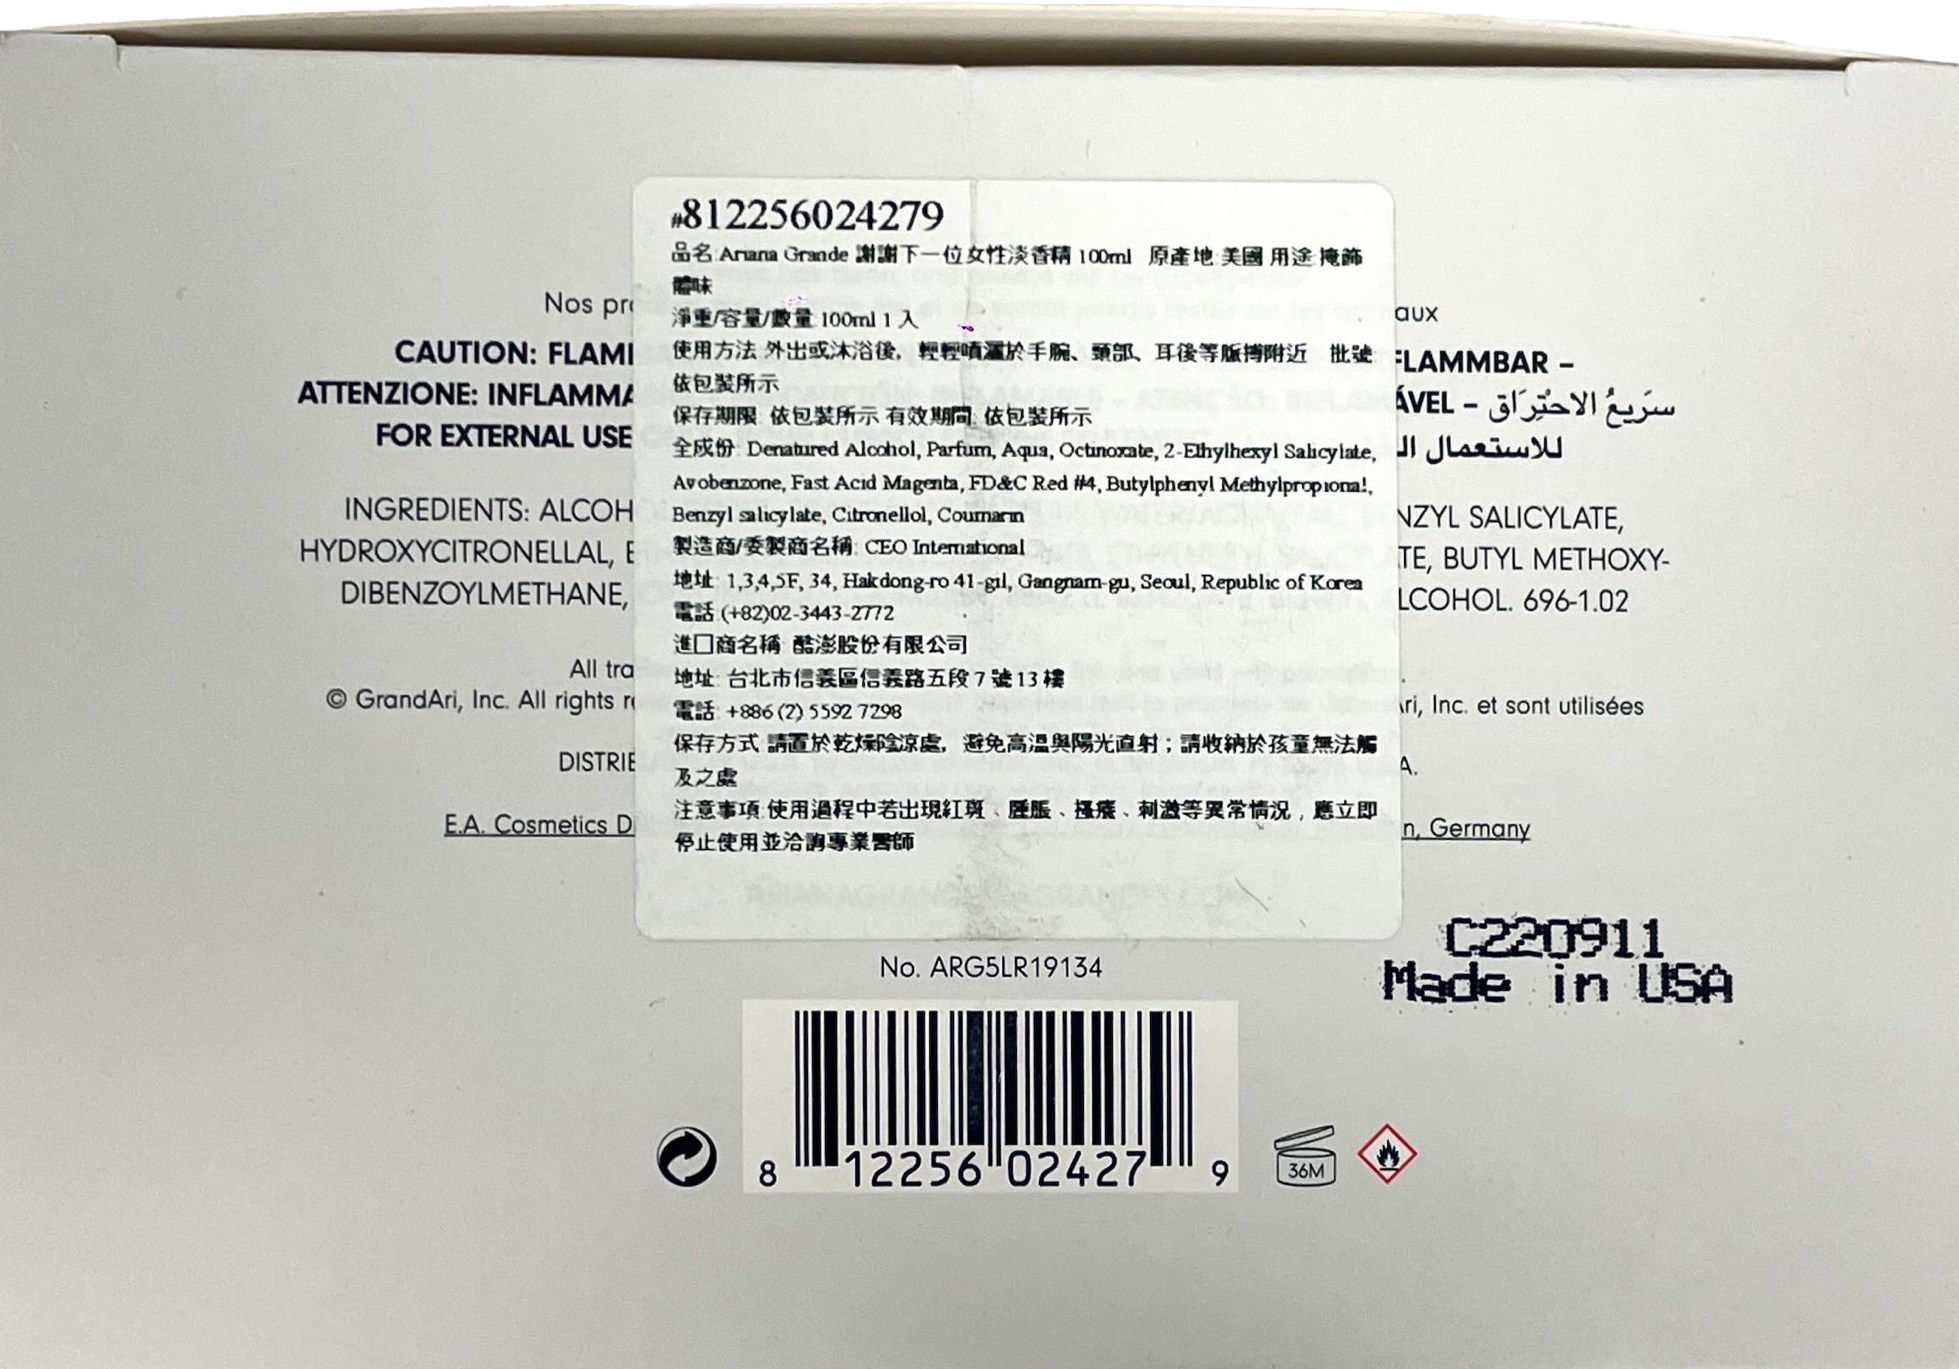 #812256024279
品名:Ariana Grande 謝謝下一位女性淡香精 100ml 原產地:美國 用途:掩飾
體味
淨重/容量/數量:100ml 1 入
使用方法:外出或沐浴後，輕輕噴灑於手腕、頸部、耳後等脈搏附近 批號:
依包裝所示
保存期限: 依包裝所示 有效期間: 依包裝所示
全成份: Denatured Alcohol, Parfum, Aqua, Octinoxate, 2-Ethylhexyl Salicylate,
Avobenzone, Fast Acid Magenta, FD&C Red #4, Butylphenyl Methylpropional,
Benzyl salicylate, Citronellol, Coumarin
製造商/委製商名稱: CEO International
地址: 1,3,4,5F, 34, Hakdong-ro 41-gil, Gangnam-gu, Seoul, Republic of Korea
電話:(+82)02-3443-2772
進口商名稱: 酷澎股份有限公司
地址: 台北市信義區信義路五段 7 號 13 樓
電話: +886 (2) 5592 7298
保存方式:請置於乾燥陰涼處，避免高溫與陽光直射；請收納於孩童無法觸
及之處
注意事項:使用過程中若出現紅斑、腫脹、搔癢、刺激等異常情況，應立即
停止使用並洽詢專業醫師
Nos pro
aux
CAUTION: FLAM
FLAMMBAR –
ATTENZIONE: INFLAMMA
ÁVEL – سَرِيعُ الاحْتِرَاق
FOR EXTERNAL USE
للاستعمال ال
INGREDIENTS: ALCOH
NZYL SALICYLATE,
HYDROXYCITRONELLAL,
TE, BUTYL METHOXY-
DIBENZOYLMETHANE,
LCOHOL. 696-1.02
All tra
© GrandAri, Inc. All rights r
ri, Inc. et sont utilisées
DISTRIB
A.
E.A. Cosmetics D
n, Germany
No. ARG5LR19134
C220911
Made in USA
8 12256 02427 9
36M